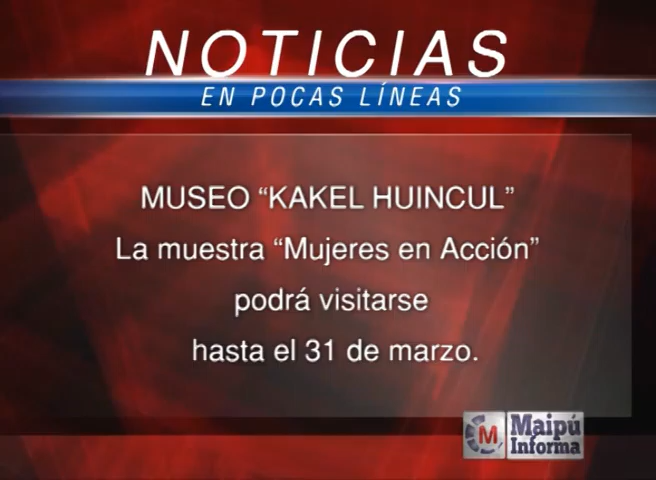 NOTICIAS
EN POCAS LÍNEAS
MUSEO “KAKEL HUINCUL”
La muestra “Mujeres en Acción”
podrá visitarse
hasta el 31 de marzo.
M Maipú
Informa